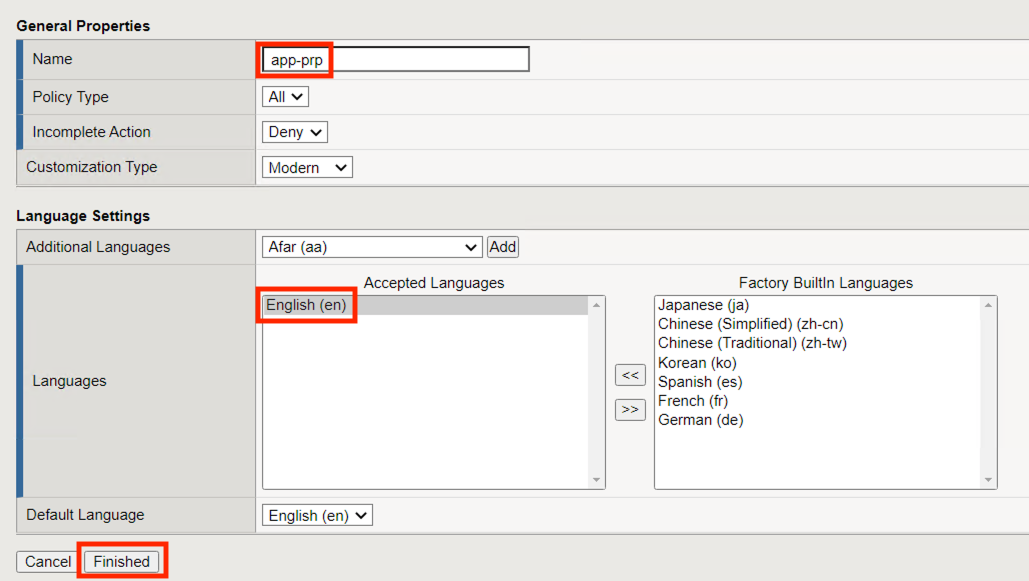 General Properties
Name app-prp
Policy Type All
Incomplete Action Deny
Customization Type Modern
Language Settings
Additional Languages Afar (aa) Add
Accepted Languages Factory BuiltIn Languages
English (en) Japanese (ja)
Chinese (Simplified) (zh-cn)
Chinese (Traditional) (zh-tw)
Korean (ko)
Languages << Spanish (es)
>> French (fr)
German (de)
Default Language English (en)
Cancel Finished